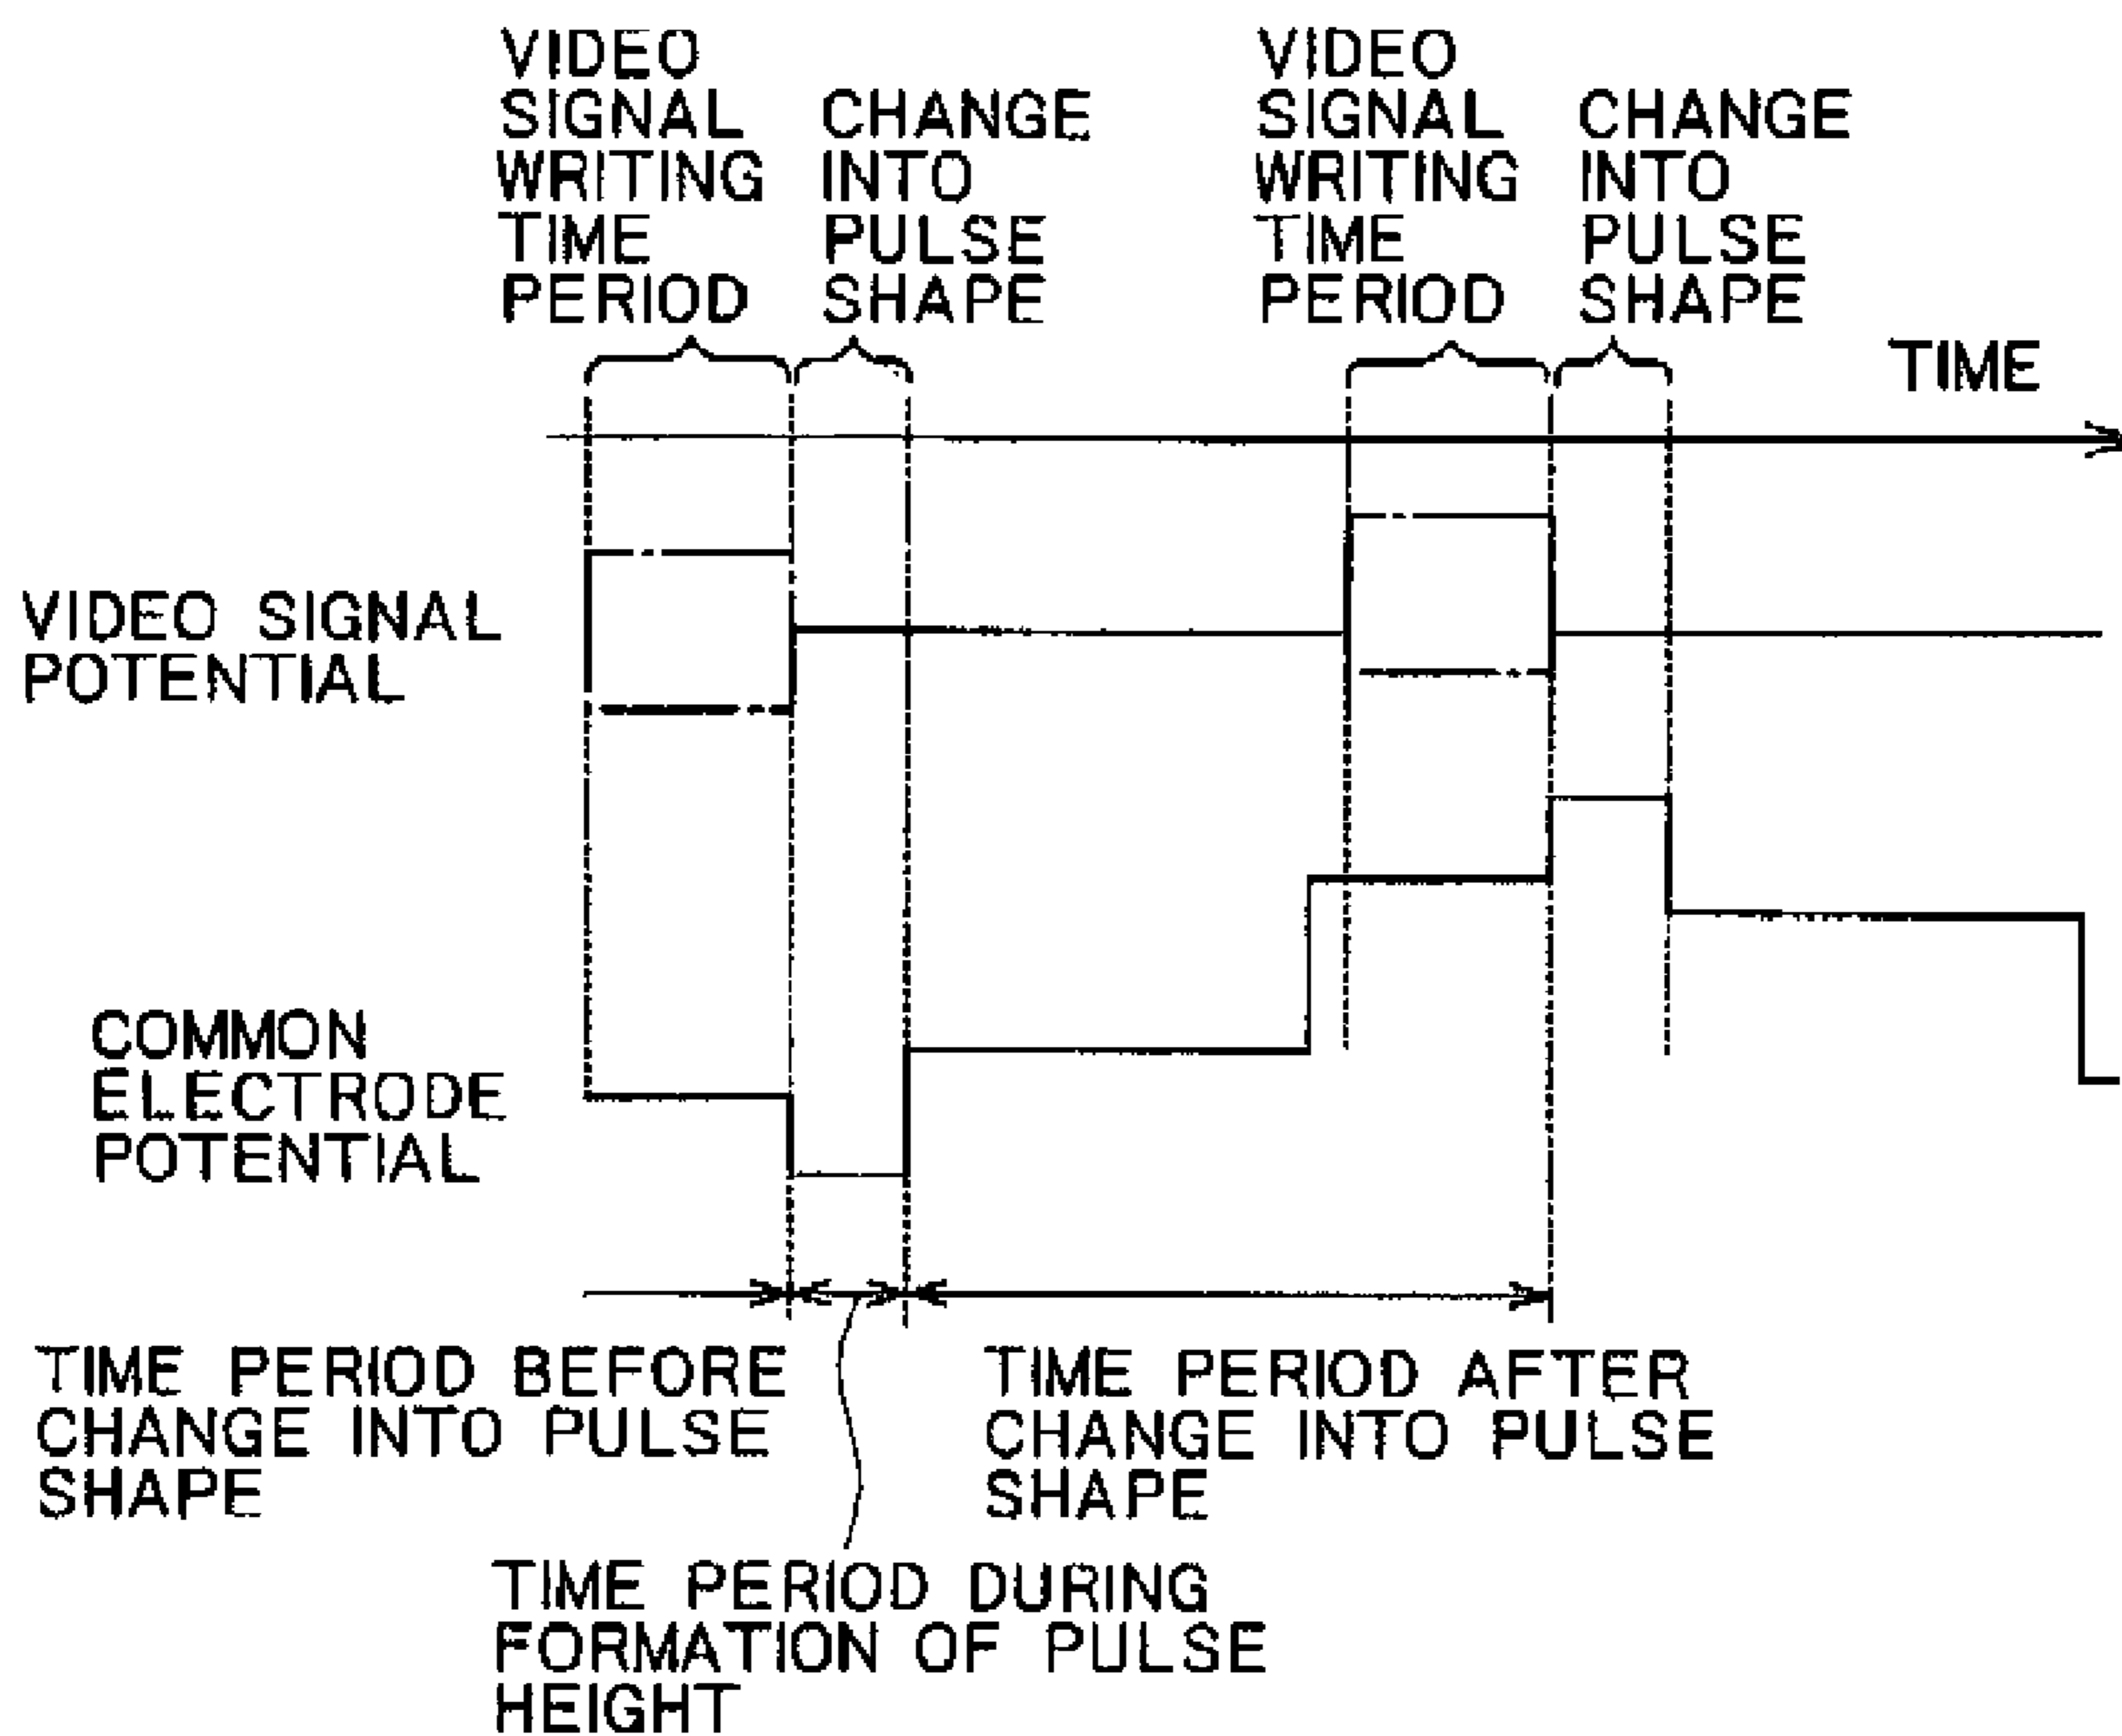 VIDEO
SIGNAL
WRITING
TIME
PERIOD
CHANGE
INTO
PULSE
SHAPE
VIDEO
SIGNAL
WRITING
TIME
PERIOD
CHANGE
INTO
PULSE
SHAPE
TIME
VIDEO SIGNAL
POTENTIAL
COMMON
ELECTRODE
POTENTIAL
TIME PERIOD BEFORE
CHANGE INTO PULSE
SHAPE
TIME PERIOD AFTER
CHANGE INTO PULSE
SHAPE
TIME PERIOD DURING
FORMATION OF PULSE
HEIGHT